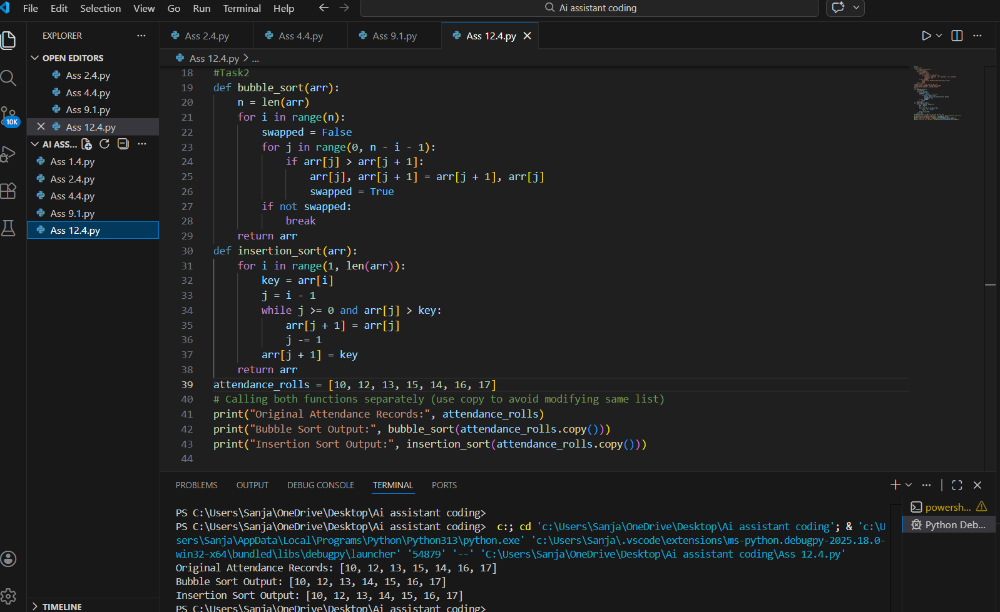 File Edit Selection View Go Run Terminal Help
Ai assistant coding
EXPLORER
Ass 2.4.py
Ass 4.4.py
Ass 9.1.py
Ass 12.4.py
OPEN EDITORS
Ass 2.4.py
Ass 4.4.py
Ass 9.1.py
Ass 12.4.py
AI ASS...
Ass 1.4.py
Ass 2.4.py
Ass 4.4.py
Ass 9.1.py
Ass 12.4.py
10K
TIMELINE
Ass 12.4.py > ...
18 #Task2
19 def bubble_sort(arr):
20     n = len(arr)
21     for i in range(n):
22         swapped = False
23         for j in range(0, n - i - 1):
24             if arr[j] > arr[j + 1]:
25                 arr[j], arr[j + 1] = arr[j + 1], arr[j]
26                 swapped = True
27         if not swapped:
28             break
29     return arr
30 def insertion_sort(arr):
31     for i in range(1, len(arr)):
32         key = arr[i]
33         j = i - 1
34         while j >= 0 and arr[j] > key:
35             arr[j + 1] = arr[j]
36             j -= 1
37         arr[j + 1] = key
38     return arr
39 attendance_rolls = [10, 12, 13, 15, 14, 16, 17]
40 # Calling both functions separately (use copy to avoid modifying same list)
41 print("Original Attendance Records:", attendance_rolls)
42 print("Bubble Sort Output:", bubble_sort(attendance_rolls.copy()))
43 print("Insertion Sort Output:", insertion_sort(attendance_rolls.copy()))
44
PROBLEMS OUTPUT DEBUG CONSOLE TERMINAL PORTS
PS C:\Users\Sanja\OneDrive\Desktop\Ai assistant coding>
PS C:\Users\Sanja\OneDrive\Desktop\Ai assistant coding>  c:; cd 'c:\Users\Sanja\OneDrive\Desktop\Ai assistant coding'; & 'c:\U
sers\Sanja\AppData\Local\Programs\Python\Python313\python.exe' 'c:\Users\Sanja\.vscode\extensions\ms-python.debugpy-2025.18.0-
win32-x64\bundled\libs\debugpy\launcher' '54879' '--' 'C:\Users\Sanja\OneDrive\Desktop\Ai assistant coding\Ass 12.4.py'
Original Attendance Records: [10, 12, 13, 15, 14, 16, 17]
Bubble Sort Output: [10, 12, 13, 14, 15, 16, 17]
Insertion Sort Output: [10, 12, 13, 14, 15, 16, 17]
PS C:\Users\Sanja\OneDrive\Desktop\Ai assistant coding>
powersh...
Python Deb...